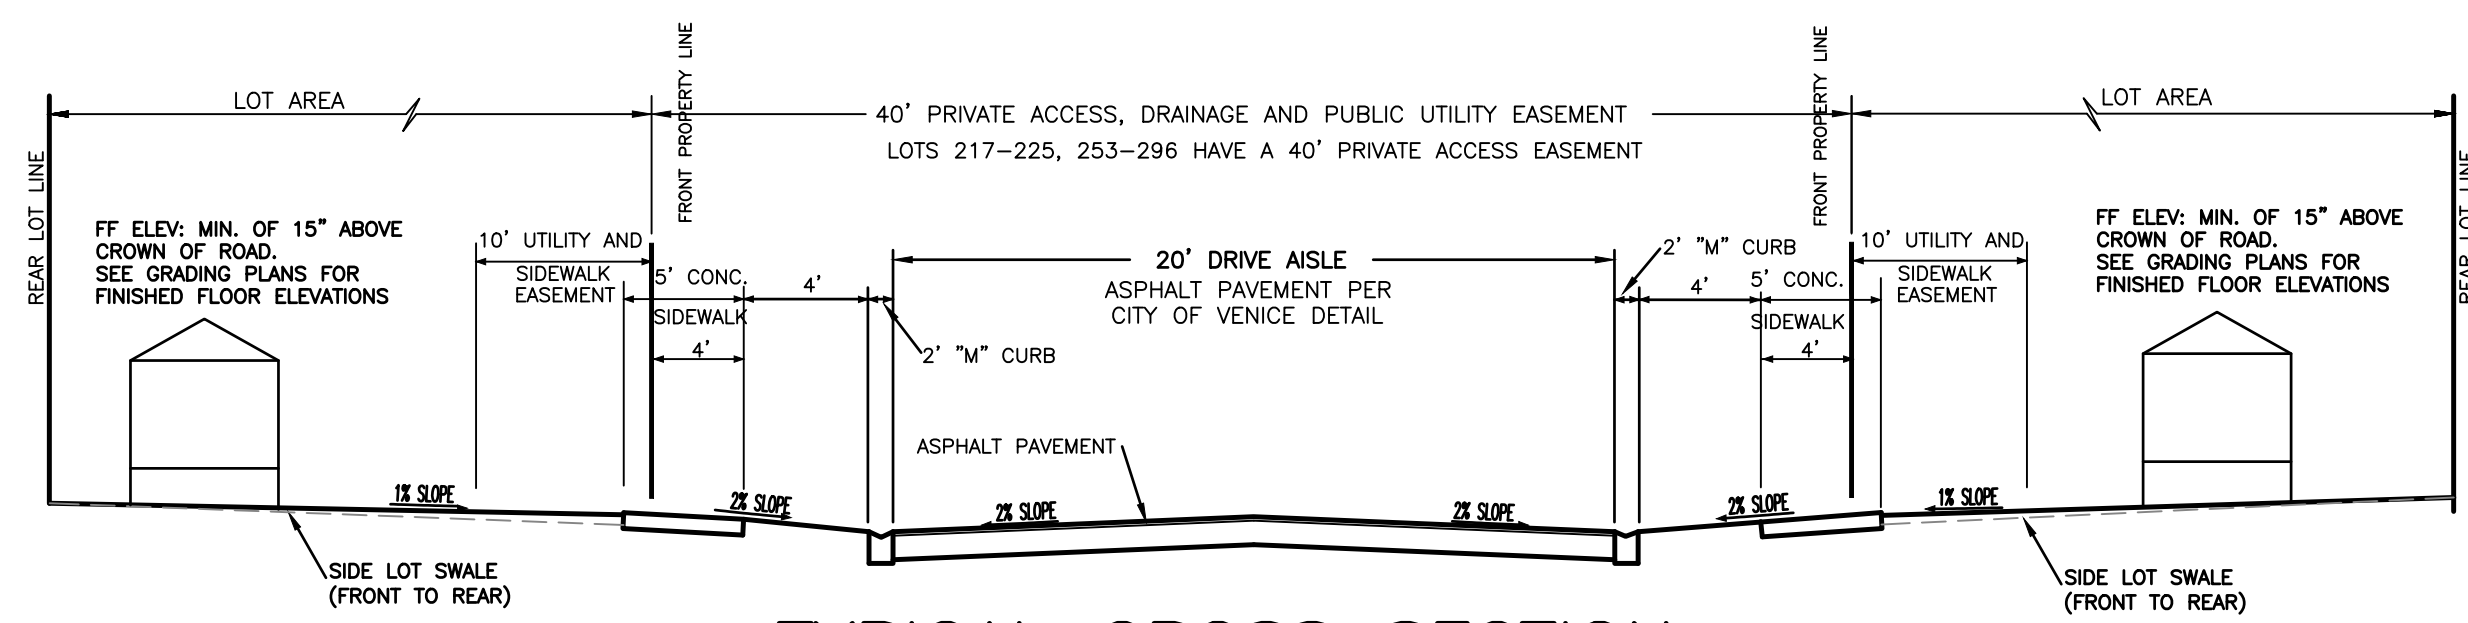 LOT AREA
REAR LOT LINE
FRONT PROPERTY LINE
40' PRIVATE ACCESS, DRAINAGE AND PUBLIC UTILITY EASEMENT
LOTS 217-225, 253-296 HAVE A 40' PRIVATE ACCESS EASEMENT
FRONT PROPERTY LINE
LOT AREA
REAR LOT LINE
FF ELEV: MIN. OF 15" ABOVE
CROWN OF ROAD.
SEE GRADING PLANS FOR
FINISHED FLOOR ELEVATIONS
10' UTILITY AND
SIDEWALK
EASEMENT
5' CONC.
SIDEWALK
4'
4'
2' "M" CURB
20' DRIVE AISLE
ASPHALT PAVEMENT PER
CITY OF VENICE DETAIL
2' "M" CURB
4'
5' CONC.
SIDEWALK
4'
10' UTILITY AND
SIDEWALK
EASEMENT
FF ELEV: MIN. OF 15" ABOVE
CROWN OF ROAD.
SEE GRADING PLANS FOR
FINISHED FLOOR ELEVATIONS
ASPHALT PAVEMENT
1% SLOPE
2% SLOPE
2% SLOPE
2% SLOPE
2% SLOPE
1% SLOPE
SIDE LOT SWALE
(FRONT TO REAR)
SIDE LOT SWALE
(FRONT TO REAR)